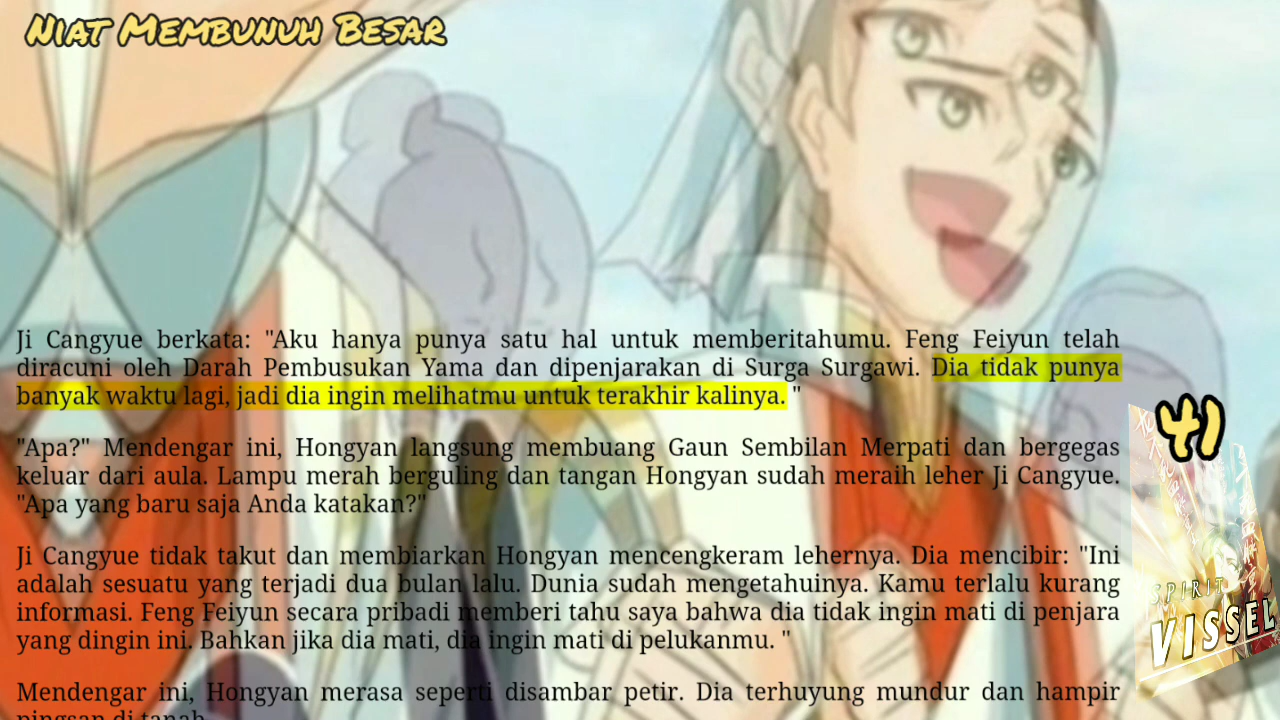 Niat Membunuh Besar
Ji Cangyue berkata: "Aku hanya punya satu hal untuk memberitahumu. Feng Feiyun telah
diracuni oleh Darah Pembusukan Yama dan dipenjarakan di Surga Surgawi. Dia tidak punya
banyak waktu lagi, jadi dia ingin melihatmu untuk terakhir kalinya. "
"Apa?" Mendengar ini, Hongyan langsung membuang Gaun Sembilan Merpati dan bergegas
keluar dari aula. Lampu merah berguling dan tangan Hongyan sudah meraih leher Ji Cangyue.
"Apa yang baru saja Anda katakan?"
Ji Cangyue tidak takut dan membiarkan Hongyan mencengkeram lehernya. Dia mencibir: "Ini
adalah sesuatu yang terjadi dua bulan lalu. Dunia sudah mengetahuinya. Kamu terlalu kurang
informasi. Feng Feiyun secara pribadi memberi tahu saya bahwa dia tidak ingin mati di penjara
yang dingin ini. Bahkan jika dia mati, dia ingin mati di pelukanmu. "
Mendengar ini, Hongyan merasa seperti disambar petir. Dia terhuyung mundur dan hampir
pingsan di tanah.
41
SPIRIT
VISSEL